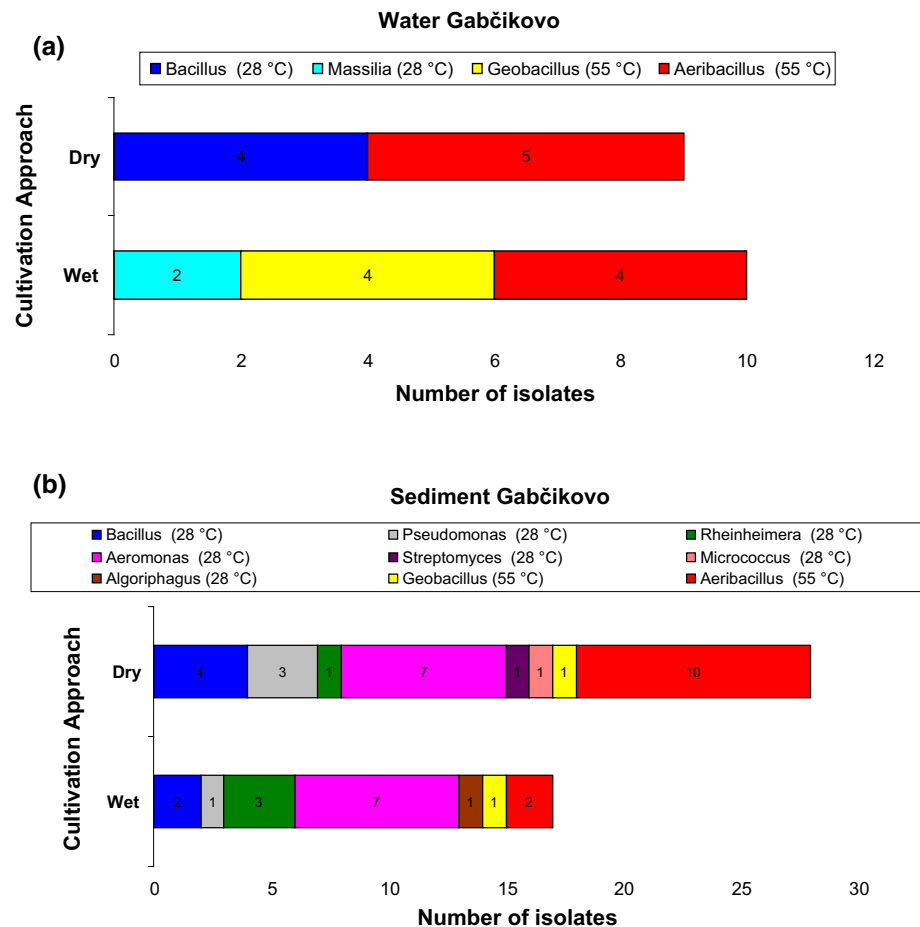 Water Gabčikovo
(a)
Bacillus (28 °C) Massilia (28 °C) Geobacillus (55 °C) Aeribacillus (55 °C)
Cultivation Approach
Dry
4 5
Wet
2 4 4
0 2 4 6 8 10 12
Number of isolates
(b)
Sediment Gabčikovo
Bacillus (28 °C) Pseudomonas (28 °C) Rheinheimera (28 °C)
Aeromonas (28 °C) Streptomyces (28 °C) Micrococcus (28 °C)
Algoriphagus (28 °C) Geobacillus (55 °C) Aeribacillus (55 °C)
Cultivation Approach
Dry
4 3 1 7 1 1 1 10
Wet
2 1 3 7 1 1 2
0 5 10 15 20 25 30
Number of isolates